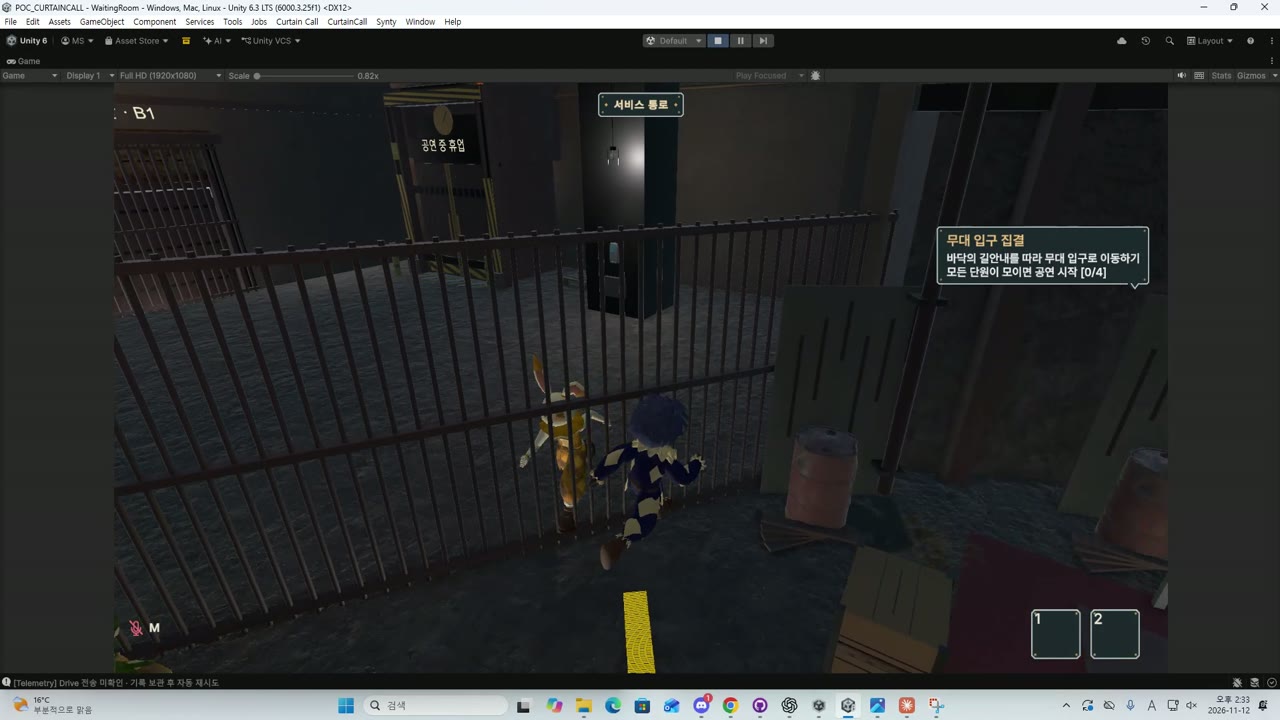 POC_CURTAINCALL - WaitingRoom - Windows, Mac, Linux - Unity 6.3 LTS (6000.3.25f1) <DX12>
File Edit Assets GameObject Component Services Tools Jobs Curtain Call CurtainCall Synty Window Help
Unity 6 MS Asset Store AI Unity VCS Default Layout
Game
Game Display 1 Full HD (1920x1080) Scale 0.82x Play Focused Stats Gizmos
· B1
서비스 통로
공연 중 휴업
무대 입구 집결
바닥의 길안내를 따라 무대 입구로 이동하기
모든 단원이 모이면 공연 시작 [0/4]
M
1 2
[Telemetry] Drive 전송 미확인 · 기록 보관 후 자동 재시도
16°C
부분적으로 맑음
검색
1
A
오후 2:33
2026-11-12